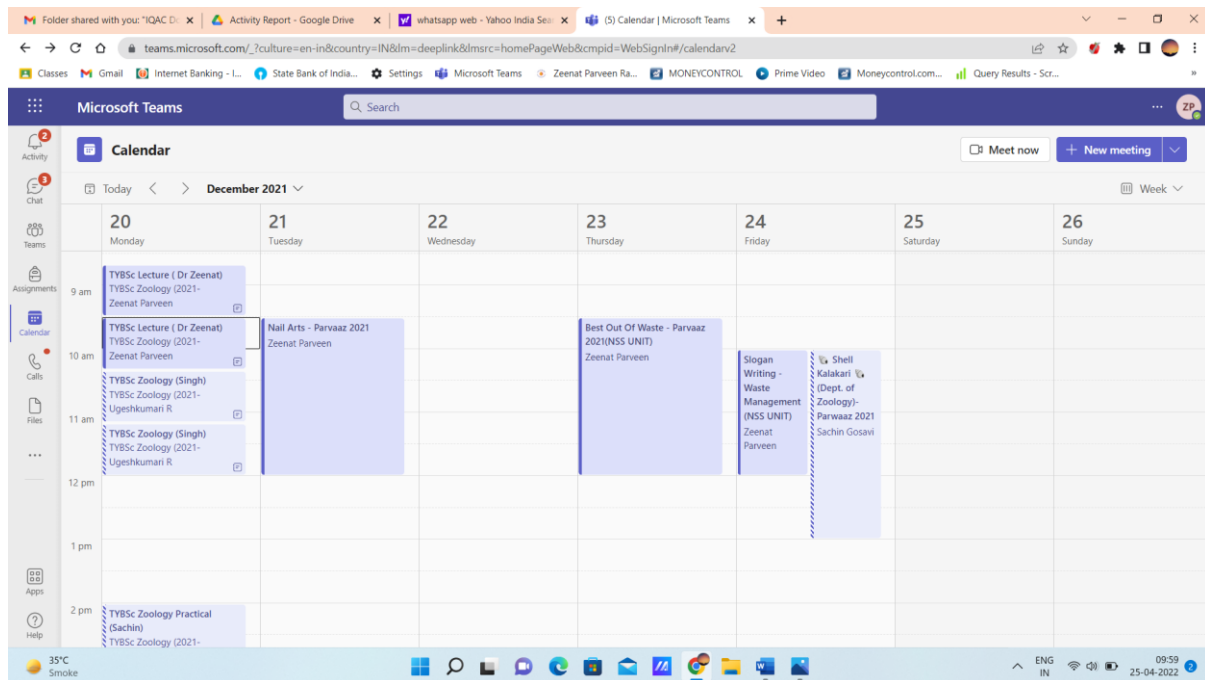 Folder shared with you: "IQAC Do
Activity Report - Google Drive
whatsapp web - Yahoo India Sear
(5) Calendar | Microsoft Teams
teams.microsoft.com/_?culture=en-in&country=IN&lm=deeplink&lmsrc=homePageWeb&cmpid=WebSignIn#/calendarv2
Classes
Gmail
Internet Banking - I...
State Bank of India...
Settings
Microsoft Teams
Zeenat Parveen Ra...
MONEYCONTROL
Prime Video
Moneycontrol.com...
Query Results - Scr...
Microsoft Teams
Search
ZP
Activity
2
Chat
3
Teams
Assignments
Calendar
Calls
Files
Apps
Help
Calendar
Meet now
New meeting
Today
December 2021
Week
20
Monday
21
Tuesday
22
Wednesday
23
Thursday
24
Friday
25
Saturday
26
Sunday
9 am
10 am
11 am
12 pm
1 pm
2 pm
TYBSc Lecture ( Dr Zeenat)
TYBSc Zoology (2021-
Zeenat Parveen
TYBSc Lecture ( Dr Zeenat)
TYBSc Zoology (2021-
Zeenat Parveen
TYBSc Zoology (Singh)
TYBSc Zoology (2021-
Ugeshkumari R
TYBSc Zoology (Singh)
TYBSc Zoology (2021-
Ugeshkumari R
TYBSc Zoology Practical
(Sachin)
TYBSc Zoology (2021-
Nail Arts - Parvaaz 2021
Zeenat Parveen
Best Out Of Waste - Parvaaz
2021(NSS UNIT)
Zeenat Parveen
Slogan
Writing -
Waste
Management
(NSS UNIT)
Zeenat
Parveen
Shell
Kalakari
(Dept. of
Zoology)-
Parwaaz 2021
Sachin Gosavi
35°C
Smoke
ENG
IN
09:59
25-04-2022
2